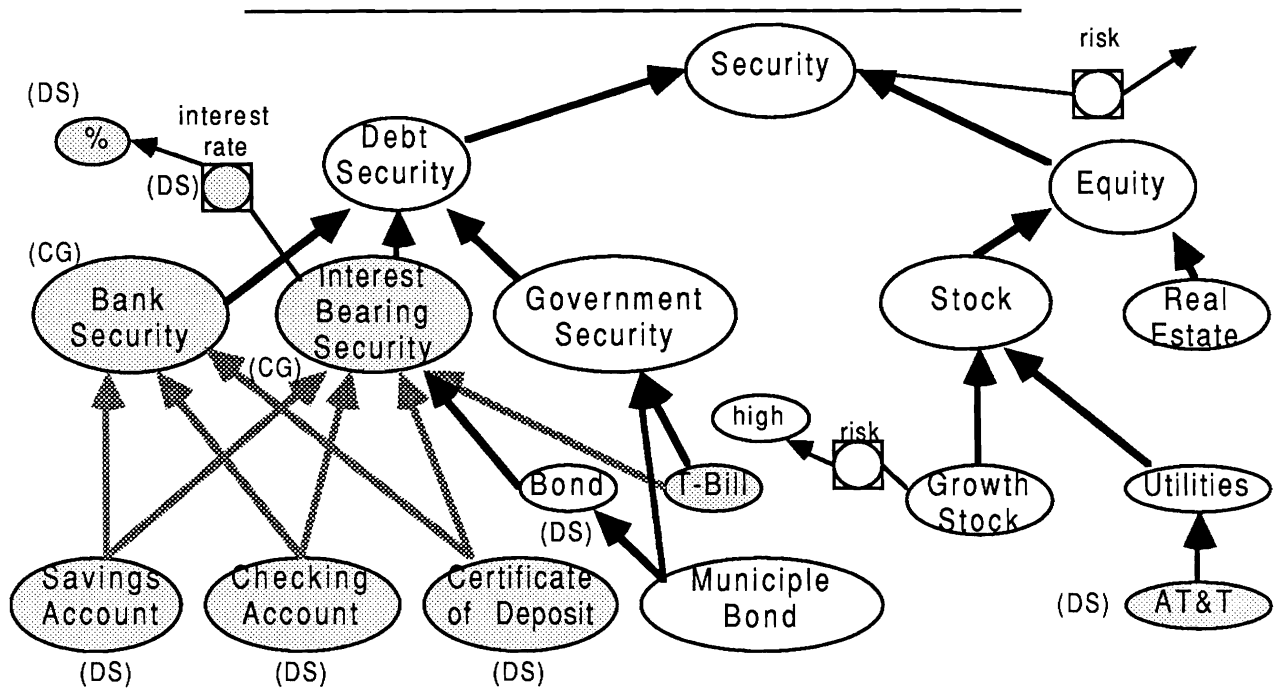 Security
risk
(DS)
%
interest
rate
(DS)
Debt
Security
Equity
(CG)
Bank
Security
Interest
Bearing
Security
(CG)
Government
Security
Stock
Real
Estate
high
risk
Bond
(DS)
T-Bill
Growth
Stock
Utilities
Savings
Account
(DS)
Checking
Account
(DS)
Certificate
of Deposit
(DS)
Municiple
Bond
(DS)
AT&T